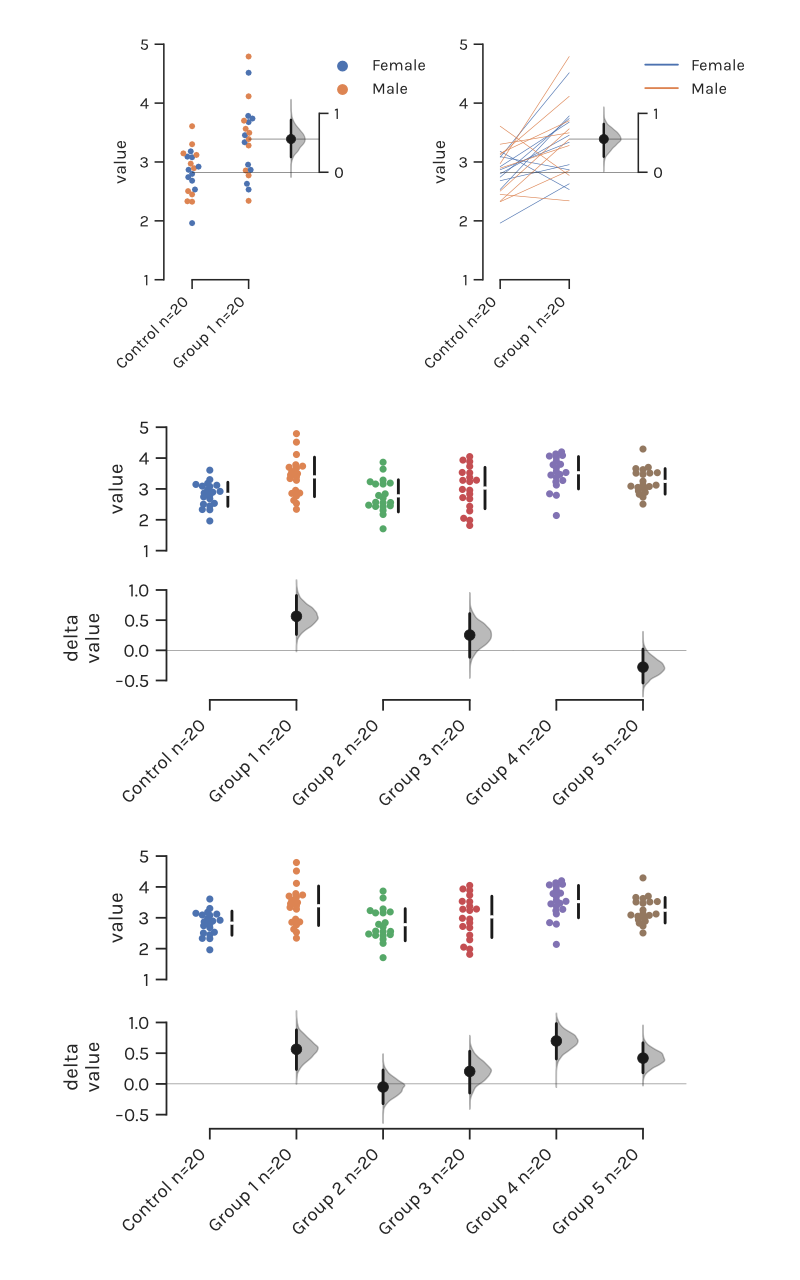 5
4
3
2
1
value
Control n=20
Group 1 n=20
Female
Male
1
0
5
4
3
2
1
value
Control n=20
Group 1 n=20
Female
Male
1
0
5
4
3
2
1
value
1.0
0.5
0.0
−0.5
delta
value
Control n=20
Group 1 n=20
Group 2 n=20
Group 3 n=20
Group 4 n=20
Group 5 n=20
5
4
3
2
1
value
1.0
0.5
0.0
−0.5
delta
value
Control n=20
Group 1 n=20
Group 2 n=20
Group 3 n=20
Group 4 n=20
Group 5 n=20